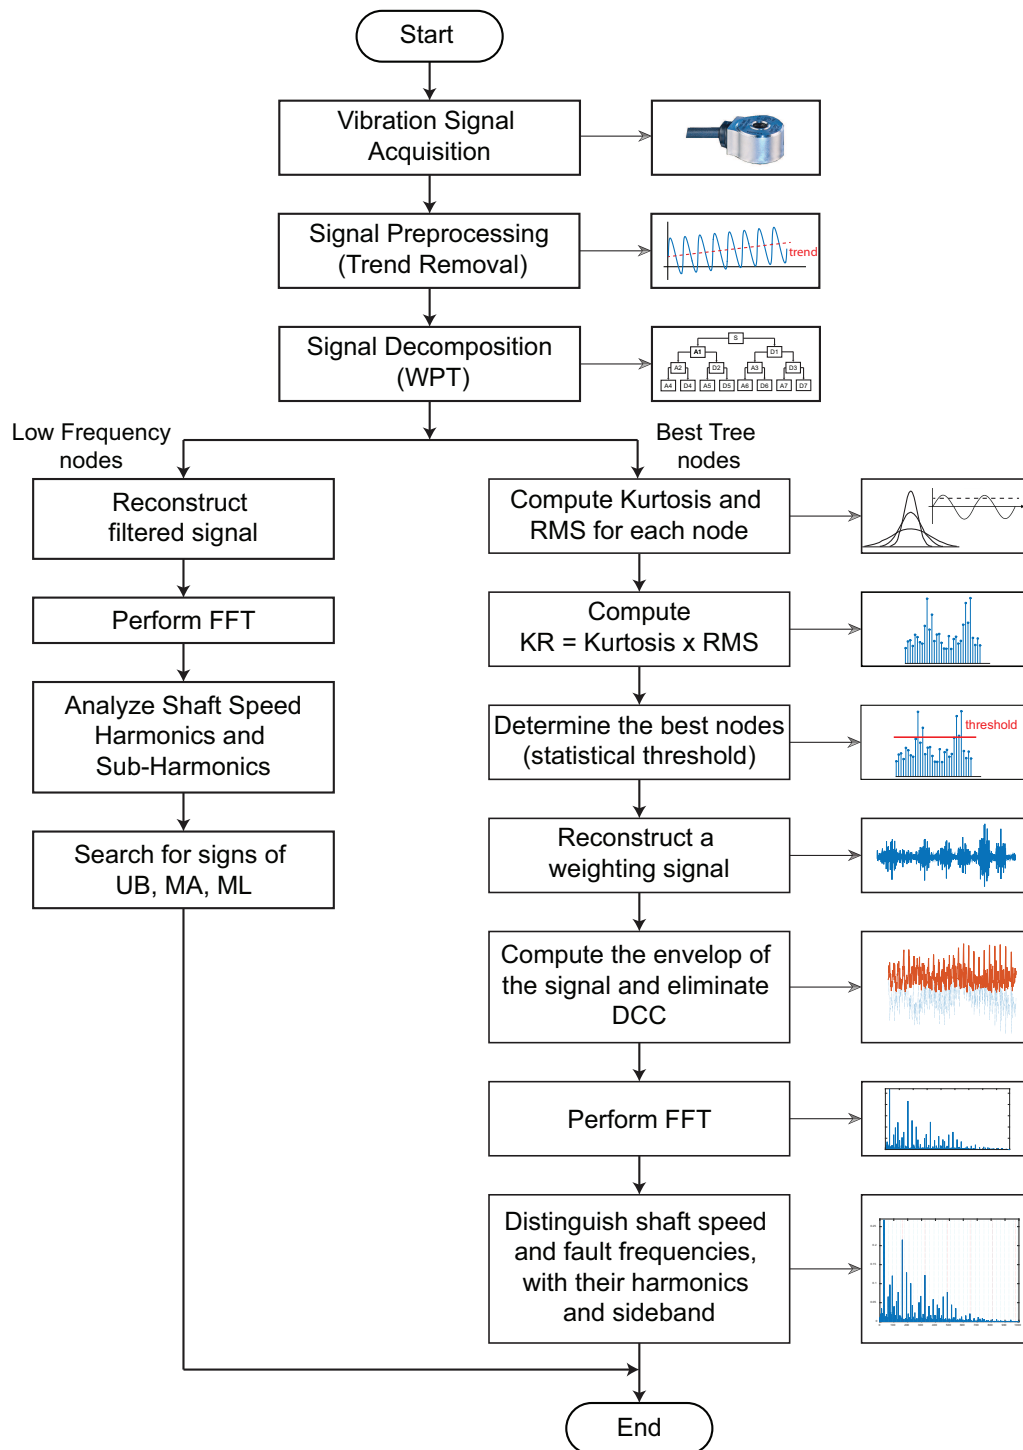 Start
Vibration Signal
Acquisition
Signal Preprocessing
(Trend Removal)
trend
Signal Decomposition
(WPT)
S
A1
D1
A2
D2
A3
D3
A4
D4
A5
D5
A6
D6
A7
D7
Low Frequency
nodes
Best Tree
nodes
Reconstruct
filtered signal
Perform FFT
Analyze Shaft Speed
Harmonics and
Sub-Harmonics
Search for signs of
UB, MA, ML
Compute Kurtosis and
RMS for each node
Compute
KR = Kurtosis x RMS
Determine the best nodes
(statistical threshold)
threshold
Reconstruct a
weighting signal
Compute the envelop of
the signal and eliminate
DCC
Perform FFT
Distinguish shaft speed
and fault frequencies,
with their harmonics
and sideband
End